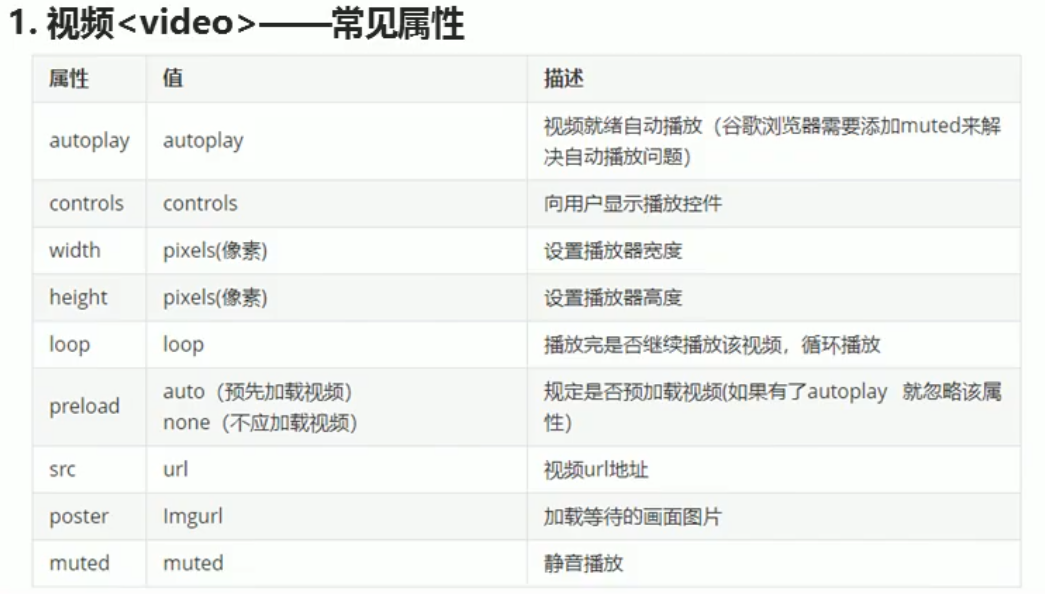 1. 视频<video>——常见属性
属性 值 描述
autoplay autoplay 视频就绪自动播放（谷歌浏览器需要添加muted来解
决自动播放问题）
controls controls 向用户显示播放控件
width pixels(像素) 设置播放器宽度
height pixels(像素) 设置播放器高度
loop loop 播放完是否继续播放该视频，循环播放
preload auto（预先加载视频） 规定是否预加载视频(如果有了autoplay 就忽略该属
none（不应加载视频） 性）
src url 视频url地址
poster Imgurl 加载等待的画面图片
muted muted 静音播放